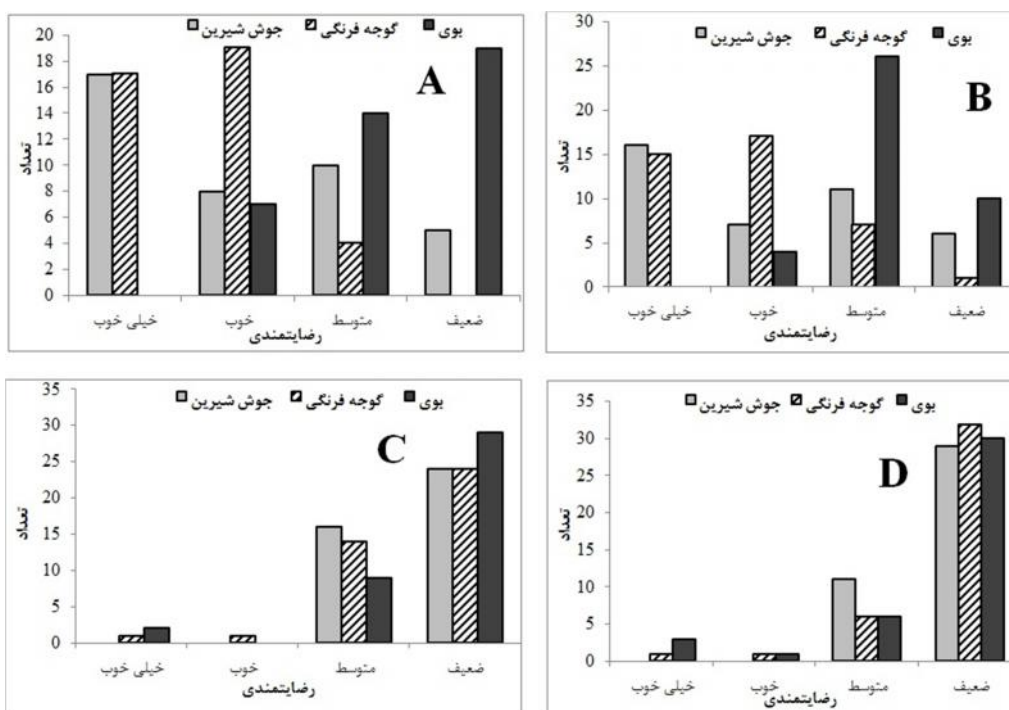 جوش شیرین گوجه فرنگی بوی
A
20
18
16
14
12
10
8
6
4
2
0
تعداد
خیلی خوب خوب متوسط ضعیف
رضایتمندی
جوش شیرین گوجه فرنگی بوی
B
30
25
20
15
10
5
0
تعداد
خیلی خوب خوب متوسط ضعیف
رضایتمندی
جوش شیرین گوجه فرنگی بوی
C
35
30
25
20
15
10
5
0
تعداد
خیلی خوب خوب متوسط ضعیف
رضایتمندی
جوش شیرین گوجه فرنگی بوی
D
35
30
25
20
15
10
5
0
تعداد
خیلی خوب خوب متوسط ضعیف
رضایتمندی